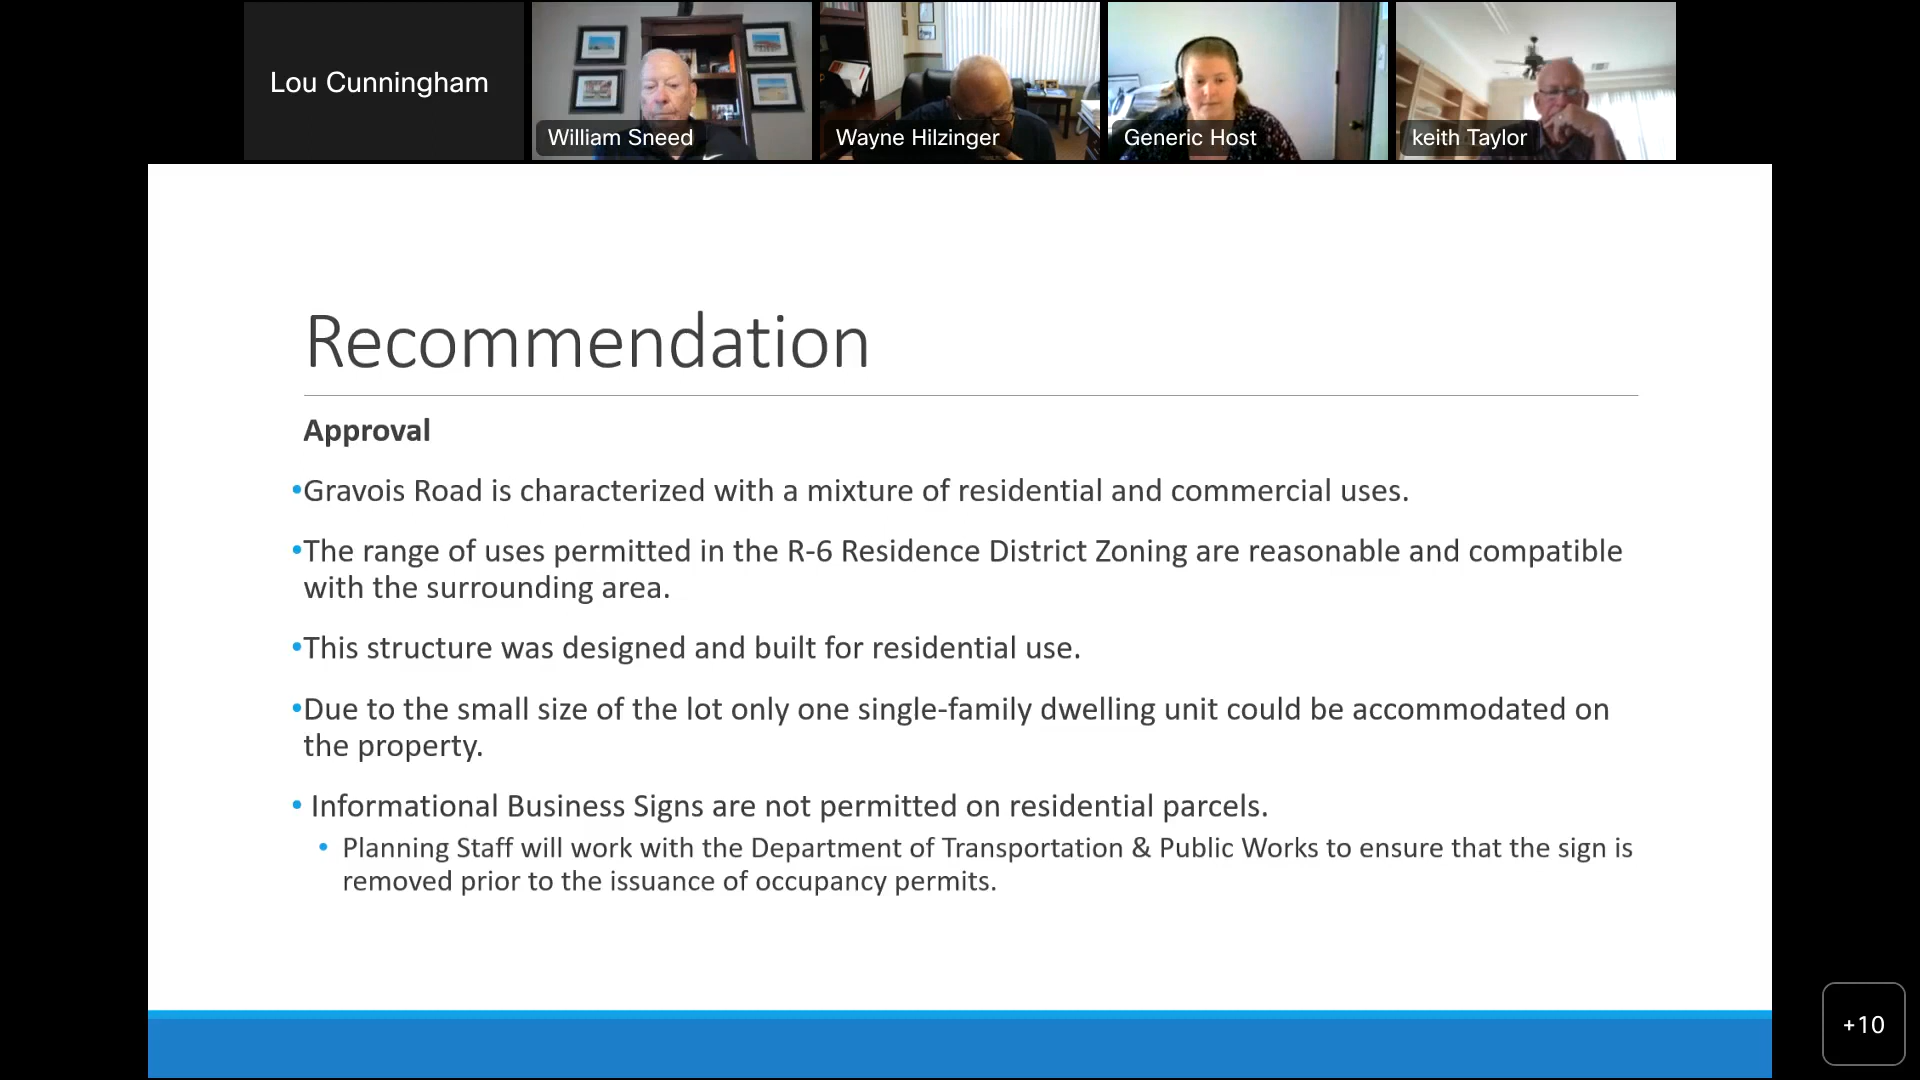 Lou Cunningham
William Sneed
Wayne Hilzinger
Generic Host
keith Taylor
Recommendation
Approval
•Gravois Road is characterized with a mixture of residential and commercial uses.
•The range of uses permitted in the R-6 Residence District Zoning are reasonable and compatible
with the surrounding area.
•This structure was designed and built for residential use.
•Due to the small size of the lot only one single-family dwelling unit could be accommodated on
the property.
• Informational Business Signs are not permitted on residential parcels.
• Planning Staff will work with the Department of Transportation & Public Works to ensure that the sign is
removed prior to the issuance of occupancy permits.
+10